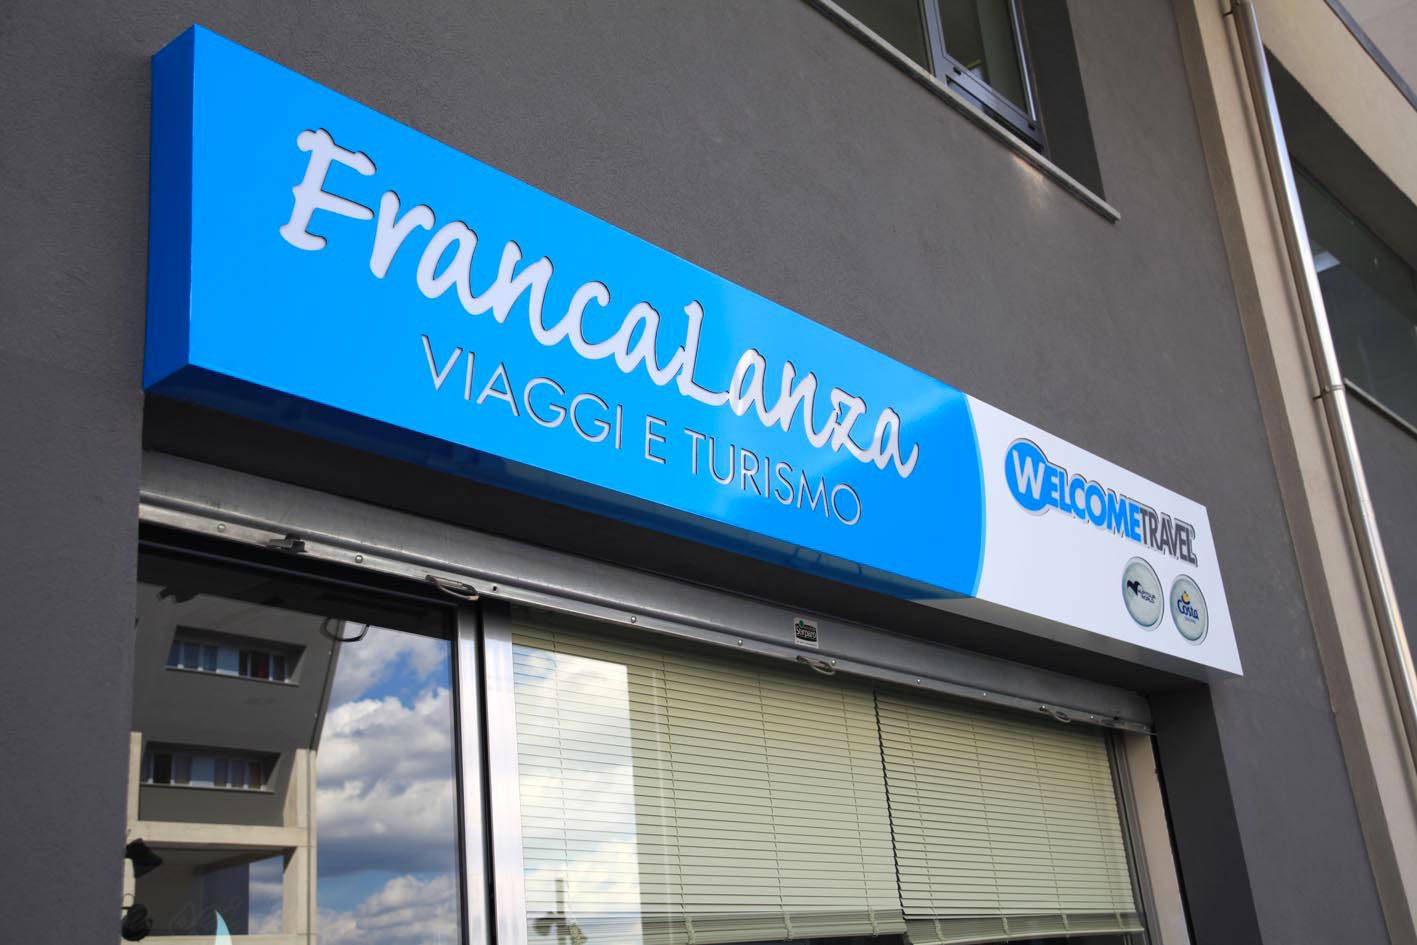 FrancaLanza
VIAGGI E TURISMO
WELCOMETRAVEL
Costa